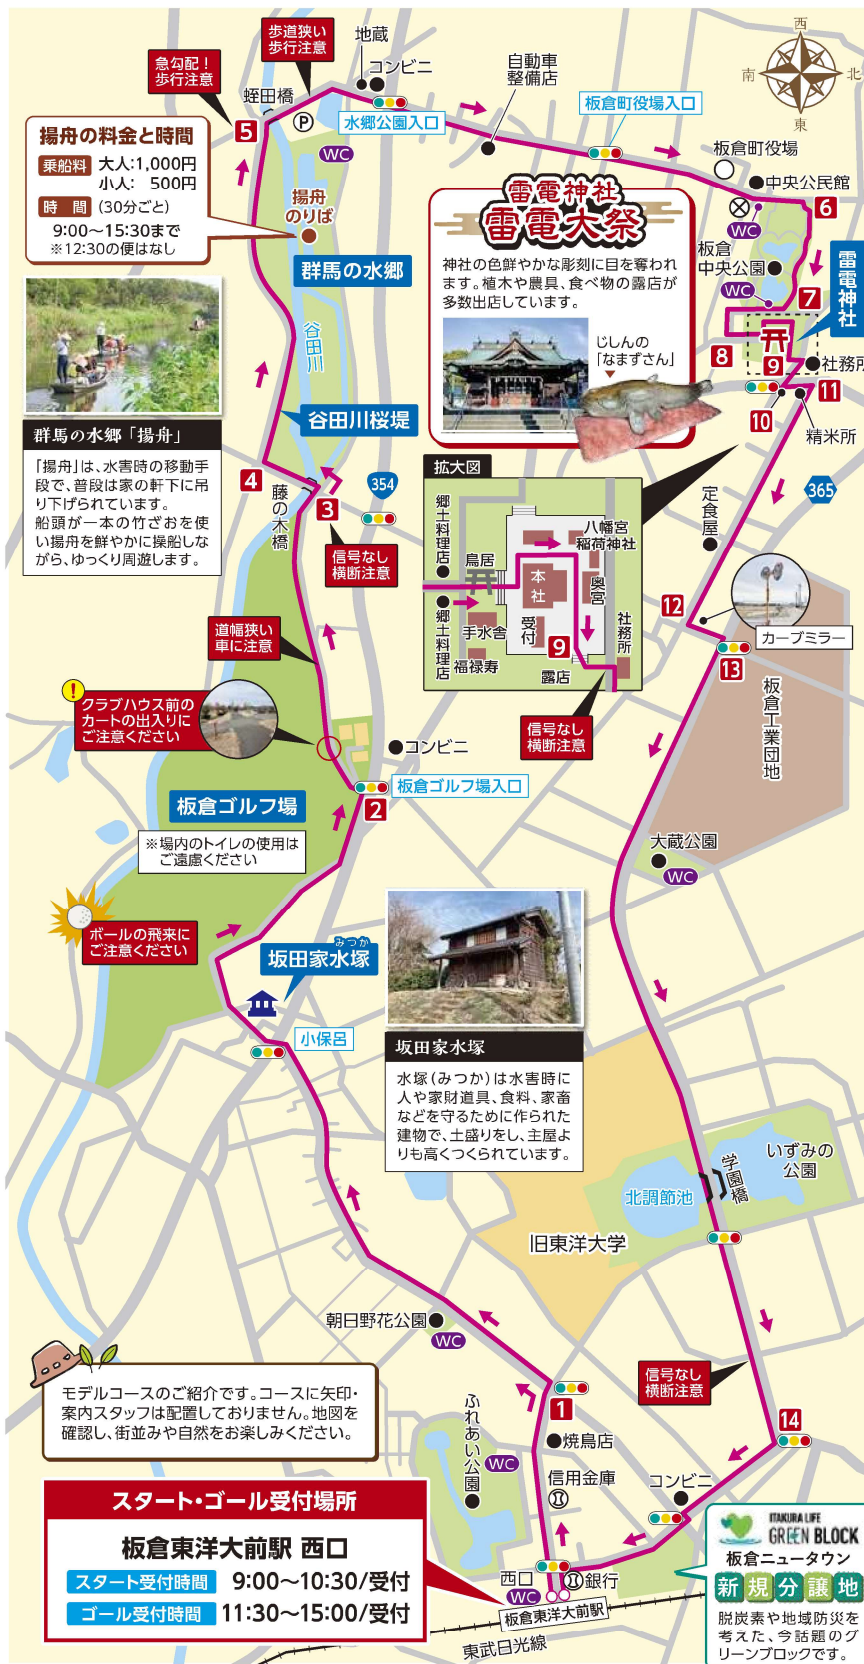 西
南
北
東
歩道狭い
歩行注意
急勾配！
歩行注意
地蔵
コンビニ
蛭田橋
5
P
水郷公園入口
WC
自動車
整備店
板倉町役場入口
板倉町役場
中央公民館
6
WC
板倉
中央公園
WC
7
雷電神社
8
9
社務所
10
11
精米所
365
揚舟の料金と時間
乗船料 大人：1,000円
小人： 500円
時 間 (30分ごと)
9:00〜15:30まで
※12:30の便はなし
揚舟
のりば
群馬の水郷
谷田川
谷田川桜堤
雷電神社
雷電大祭
神社の色鮮やかな彫刻に目を奪われ
ます。植木や農具、食べ物の露店が
多数出店しています。
じしんの
「なまずさん」
群馬の水郷「揚舟」
「揚舟」は、水害時の移動手
段で、普段は家の軒下に吊
り下げられています。
船頭が一本の竹ざおを使
い揚舟を鮮やかに操船しな
がら、ゆっくり周遊します。
4
藤の木橋
3
354
信号なし
横断注意
拡大図
郷土料理店
鳥居
八幡宮
稲荷神社
本社
奥宮
郷土料理店
手水舎
受付
福禄寿
9
露店
社務所
信号なし
横断注意
定食屋
12
カーブミラー
13
板倉工業団地
道幅狭い
車に注意
!
クラブハウス前の
カートの出入りに
ご注意ください
コンビニ
板倉ゴルフ場入口
2
板倉ゴルフ場
※場内のトイレの使用は
ご遠慮ください
ボールの飛来に
ご注意ください
大蔵公園
WC
みつか
坂田家水塚
小保呂
坂田家水塚
水塚(みつか)は水害時に
人や家財道具、食料、家畜
などを守るために作られた
建物で、土盛りをし、主屋よ
りも高くつくられています。
いずみの
公園
学園橋
北調節池
旧東洋大学
朝日野花公園
WC
モデルコースのご紹介です。コースに矢印・
案内スタッフは配置しておりません。地図を
確認し、街並みや自然をお楽しみください。
1
焼鳥店
ふれあい公園
WC
信用金庫
信号なし
横断注意
14
コンビニ
スタート・ゴール受付場所
板倉東洋大前駅 西口
スタート受付時間 9:00〜10:30/受付
ゴール受付時間 11:30〜15:00/受付
西口
WC
銀行
板倉東洋大前駅
東武日光線
ITAKURA LIFE
GREEN BLOCK
板倉ニュータウン
新規分譲地
脱炭素や地域防災を
考えた、今話題のグ
リーンブロックです。